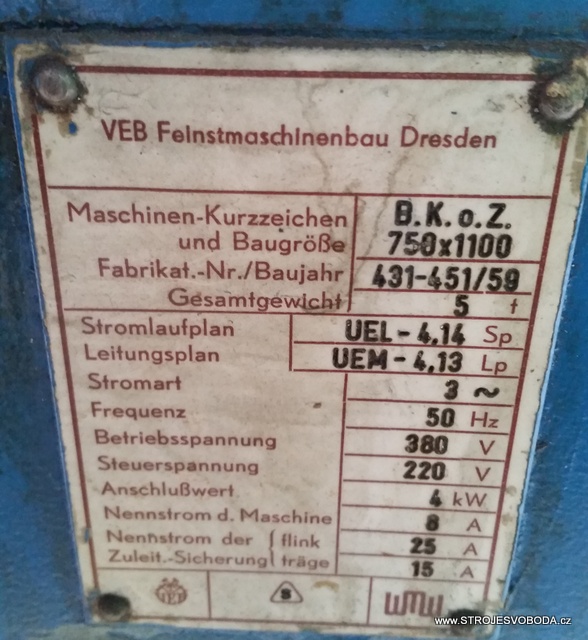 VEB Feinstmaschinenbau Dresden
Maschinen-Kurzzeichen B.K.o.Z.
und Baugröße 750x1100
Fabrikat.-Nr./Baujahr 431-451/59
Gesamtgewicht 5 t
Stromlaufplan UEL-4.14 Sp
Leitungsplan UEM-4.13 Lp
Stromart 3 ~
Frequenz 50 Hz
Betriebsspannung 380 V
Steuerspannung 220 V
Anschlußwert 4 kW
Nennstrom d. Maschine 8 A
Nennstrom der { flink 25 A
Zuleit.-Sicherung träge 15 A
S WMW
www.STROJESVOBODA.cz